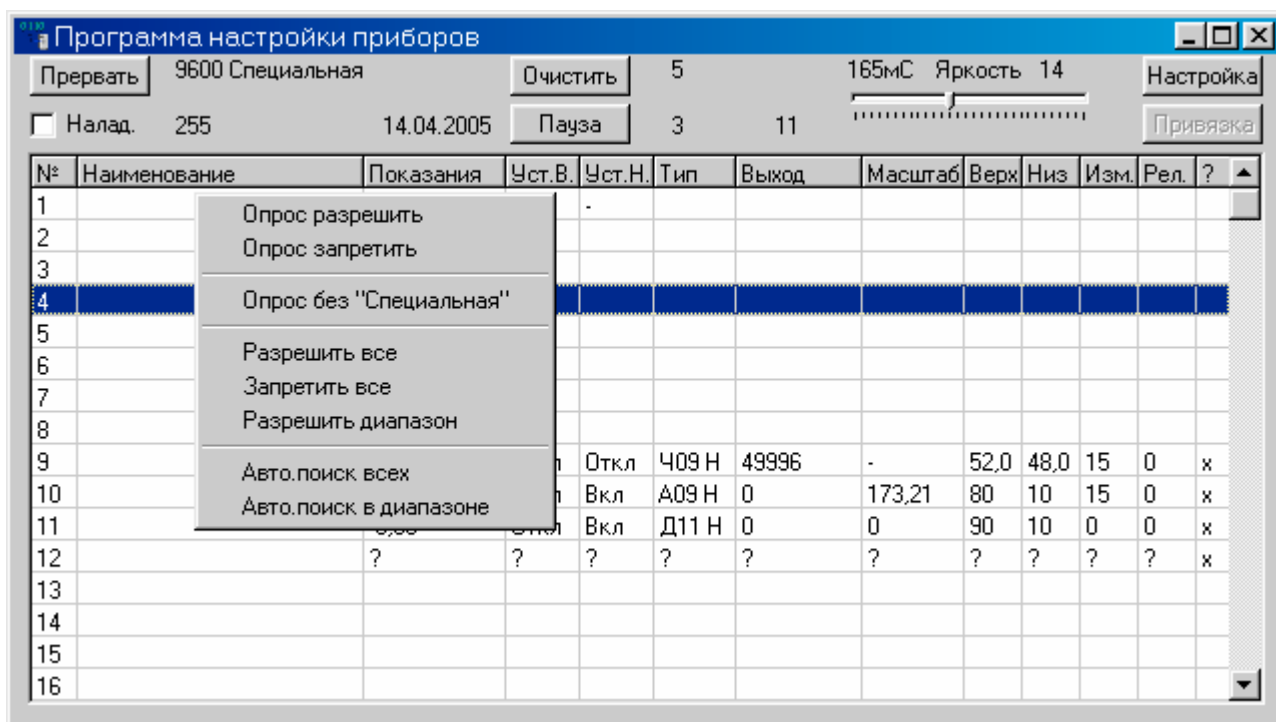 Программа настройки приборов
Прервать 9600 Специальная Очистить 5 165мС Яркость 14 Настройка
Налад. 255 14.04.2005 Пауза 3 11 Привязка
№ Наименование Показания Уст.В. Уст.Н. Тип Выход Масштаб Верх Низ Изм. Рел. ?
1 -
2
3
4
5
6
7
8
Опрос разрешить
Опрос запретить
Опрос без "Специальная"
Разрешить все
Запретить все
Разрешить диапазон
Авто.поиск всех
Авто.поиск в диапазоне
9 Откл Ч09 Н 49996 - 52,0 48,0 15 0 x
10 Вкл А09 Н 0 173,21 80 10 15 0 x
11 Вкл Д11 Н 0 0 90 10 0 0 x
12 ? ? ? ? ? ? ? ? ? ? x
13
14
15
16